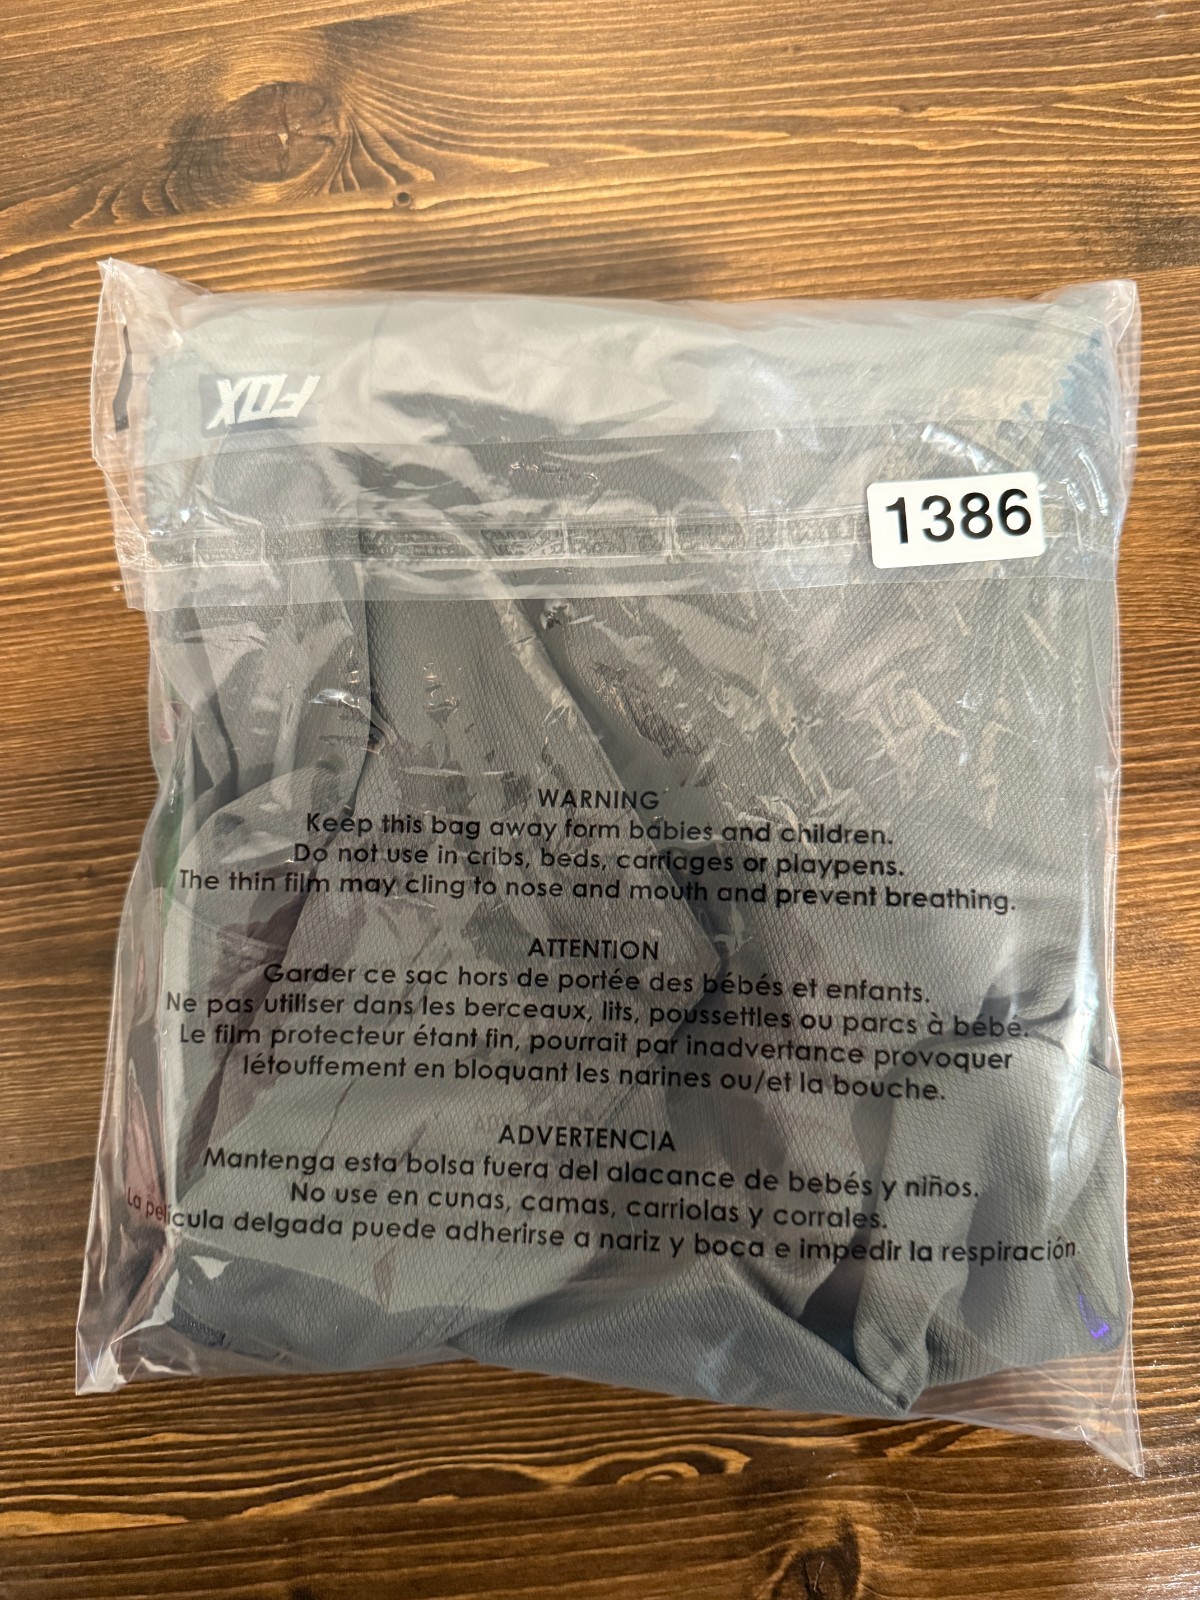 FOX
1386
WARNING
Keep this bag away form babies and children.
Do not use in cribs, beds, carriages or playpens.
The thin film may cling to nose and mouth and prevent breathing.
ATTENTION
Garder ce sac hors de portée des bébés et enfants.
Ne pas utiliser dans les berceaux, lits, poussettles ou parcs à bébé.
Le film protecteur étant fin, pourrait par inadvertance provoquer
létouffement en bloquant les narines ou/et la bouche.
ADVERTENCIA
Mantenga esta bolsa fuera del alacance de bebés y niños.
No use en cunas, camas, carriolas y corrales.
La película delgada puede adherirse a nariz y boca e impedir la respiración.